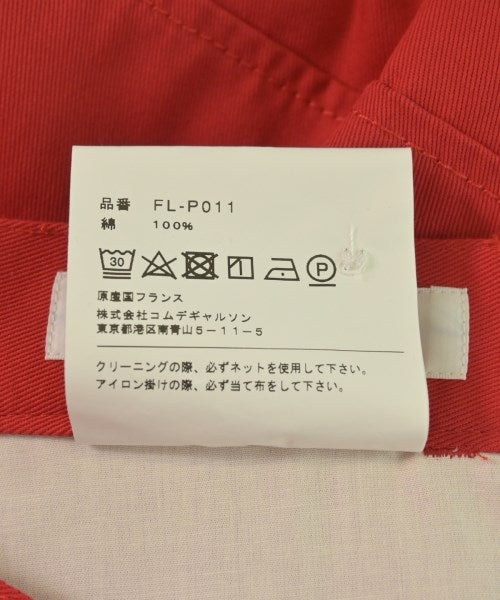 品番 FL-P011
綿 100%
30 P
原産国フランス
株式会社コムデギャルソン
東京都港区南青山5-11-5
クリーニングの際、必ずネットを使用して下さい。
アイロン掛けの際、必ず当て布をして下さい。